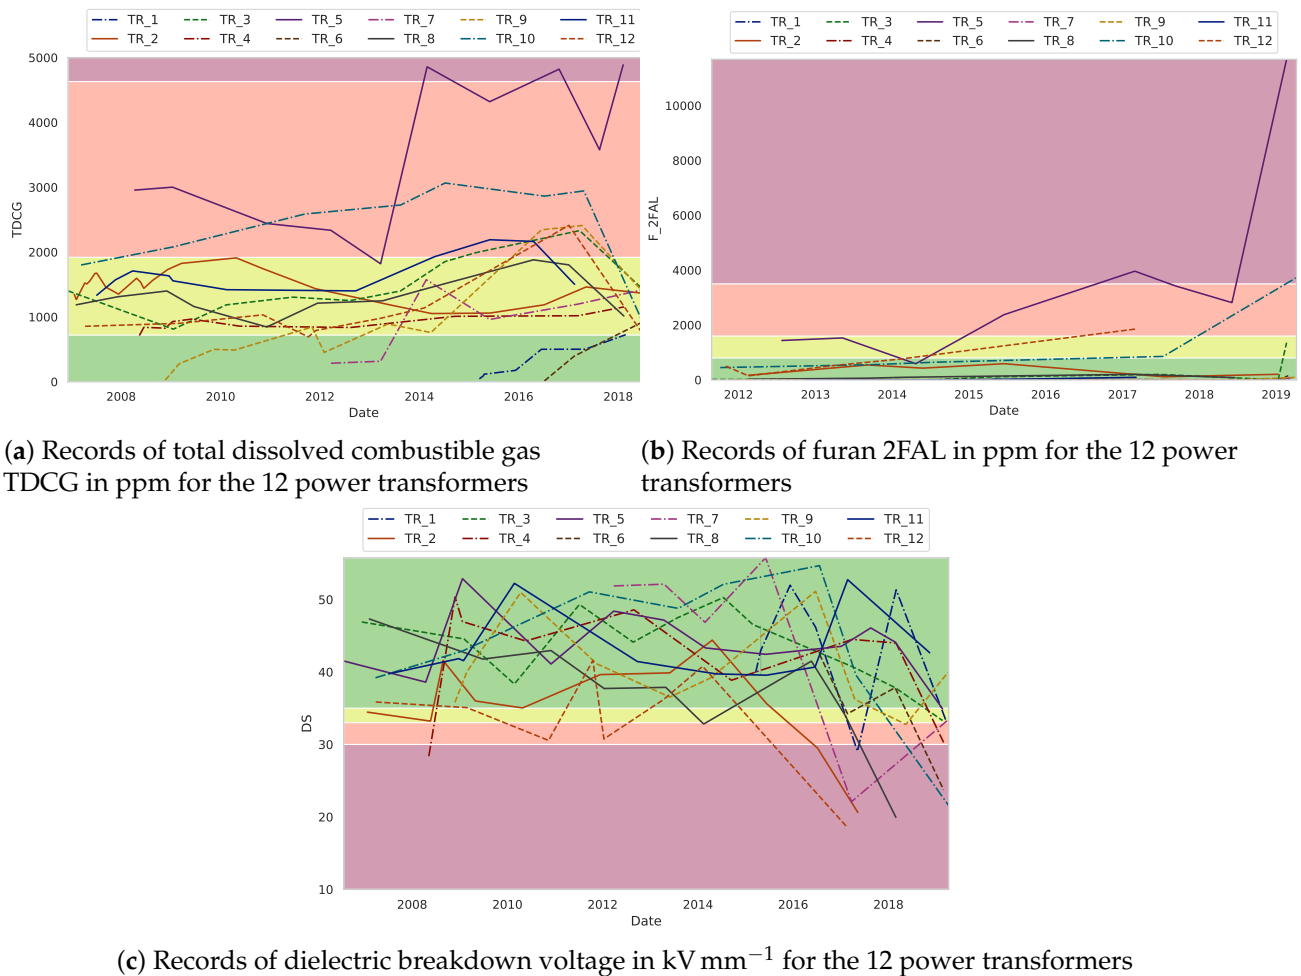 TR_1 TR_3 TR_5 TR_7 TR_9 TR_11
TR_2 TR_4 TR_6 TR_8 TR_10 TR_12
5000
4000
3000
2000
1000
0
TDCG
2008 2010 2012 2014 2016 2018
Date
TR_1 TR_3 TR_5 TR_7 TR_9 TR_11
TR_2 TR_4 TR_6 TR_8 TR_10 TR_12
10000
8000
6000
4000
2000
0
F_2FAL
2012 2013 2014 2015 2016 2017 2018 2019
Date
(a) Records of total dissolved combustible gas
TDCG in ppm for the 12 power transformers
(b) Records of furan 2FAL in ppm for the 12 power
transformers
TR_1 TR_3 TR_5 TR_7 TR_9 TR_11
TR_2 TR_4 TR_6 TR_8 TR_10 TR_12
50
40
30
20
10
DS
2008 2010 2012 2014 2016 2018
Date
(c) Records of dielectric breakdown voltage in kV mm⁻¹ for the 12 power transformers